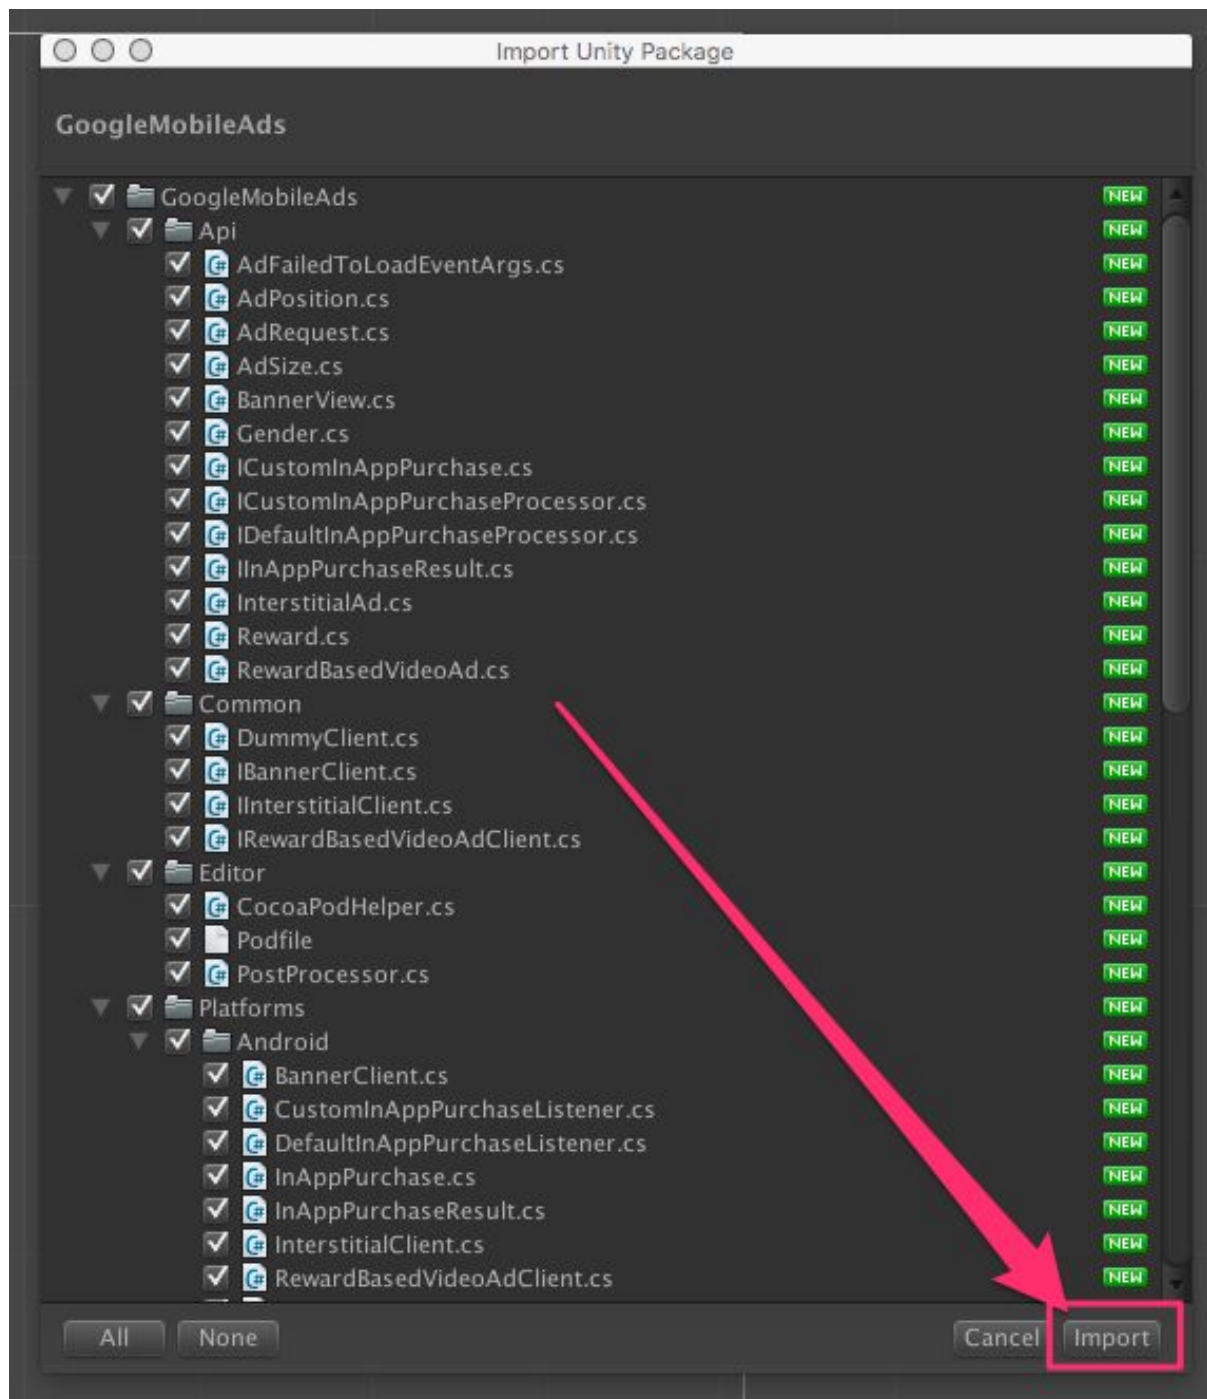 Import Unity Package
GoogleMobileAds
GoogleMobileAds NEW
Api NEW
AdFailedToLoadEventArgs.cs NEW
AdPosition.cs NEW
AdRequest.cs NEW
AdSize.cs NEW
BannerView.cs NEW
Gender.cs NEW
ICustomInAppPurchase.cs NEW
ICustomInAppPurchaseProcessor.cs NEW
IDefaultInAppPurchaseProcessor.cs NEW
IInAppPurchaseResult.cs NEW
InterstitialAd.cs NEW
Reward.cs NEW
RewardBasedVideoAd.cs NEW
Common NEW
DummyClient.cs NEW
IBannerClient.cs NEW
IInterstitialClient.cs NEW
IRewardBasedVideoAdClient.cs NEW
Editor NEW
CocoaPodHelper.cs NEW
Podfile NEW
PostProcessor.cs NEW
Platforms NEW
Android NEW
BannerClient.cs NEW
CustomInAppPurchaseListener.cs NEW
DefaultInAppPurchaseListener.cs NEW
InAppPurchase.cs NEW
InAppPurchaseResult.cs NEW
InterstitialClient.cs NEW
RewardBasedVideoAdClient.cs NEW
All None Cancel Import